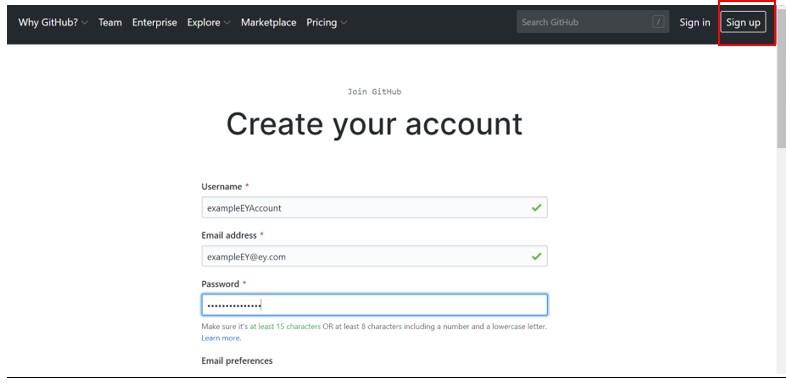 Why GitHub? Team Enterprise Explore Marketplace Pricing Search GitHub / Sign in Sign up
Join GitHub
Create your account
Username *
exampleEYAccount
Email address *
exampleEY@ey.com
Password *
•••••••••••••••
Make sure it's at least 15 characters OR at least 8 characters including a number and a lowercase letter.
Learn more.
Email preferences